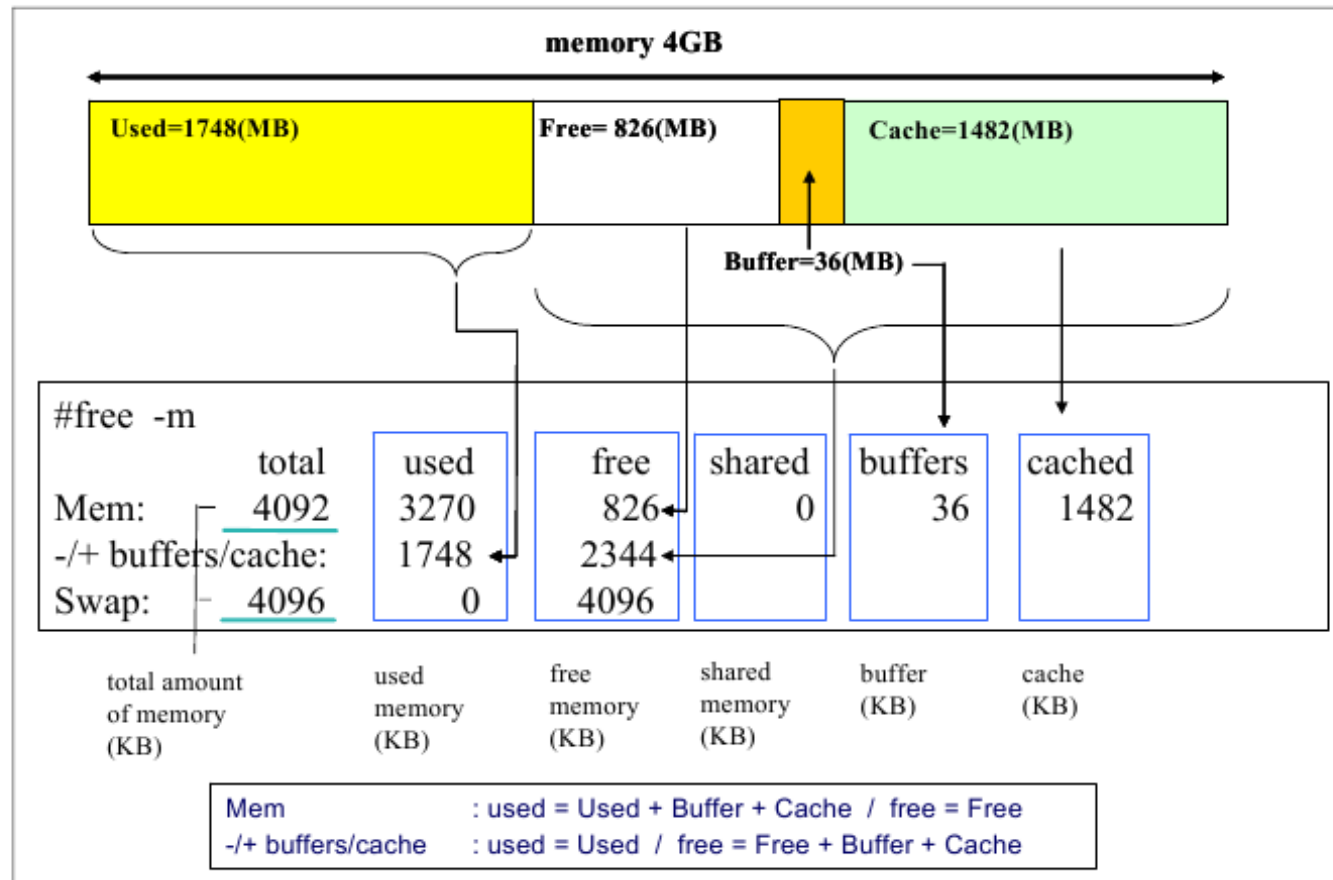 memory 4GB
Used=1748(MB) Free= 826(MB) Cache=1482(MB)
Buffer=36(MB)
#free -m
total used free shared buffers cached
Mem: 4092 3270 826 0 36 1482
-/+ buffers/cache: 1748 2344
Swap: 4096 0 4096
total amount used free shared buffer cache
of memory memory memory memory (KB) (KB)
(KB) (KB) (KB) (KB)
Mem : used = Used + Buffer + Cache / free = Free
-/+ buffers/cache : used = Used / free = Free + Buffer + Cache